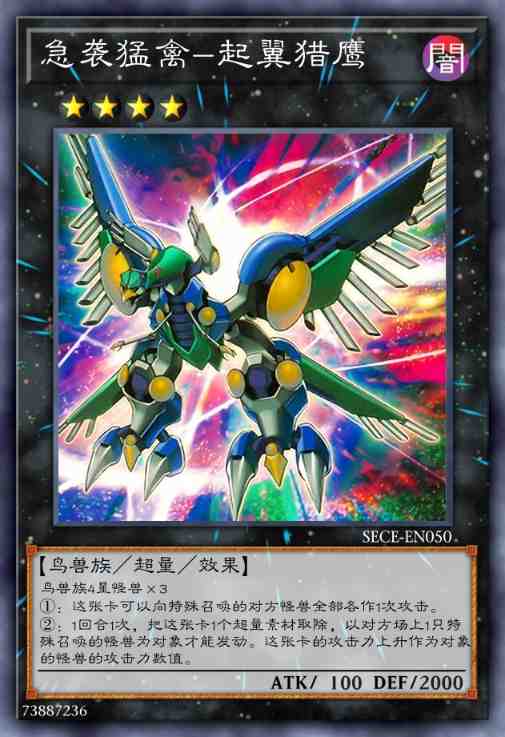 急袭猛禽-起翼猎鹰
闇
SECE-EN050
【鸟兽族/超量/效果】
鸟兽族4星怪兽×3
①:这张卡可以向特殊召唤的对方怪兽全部各作1次攻击。
②:1回合1次,把这张卡1个超量素材取除,以对方场上1只特
殊召唤的怪兽为对象才能发动。这张卡的攻击力上升作为对象
的怪兽的攻击力数值。
ATK/ 100 DEF/2000
73887236